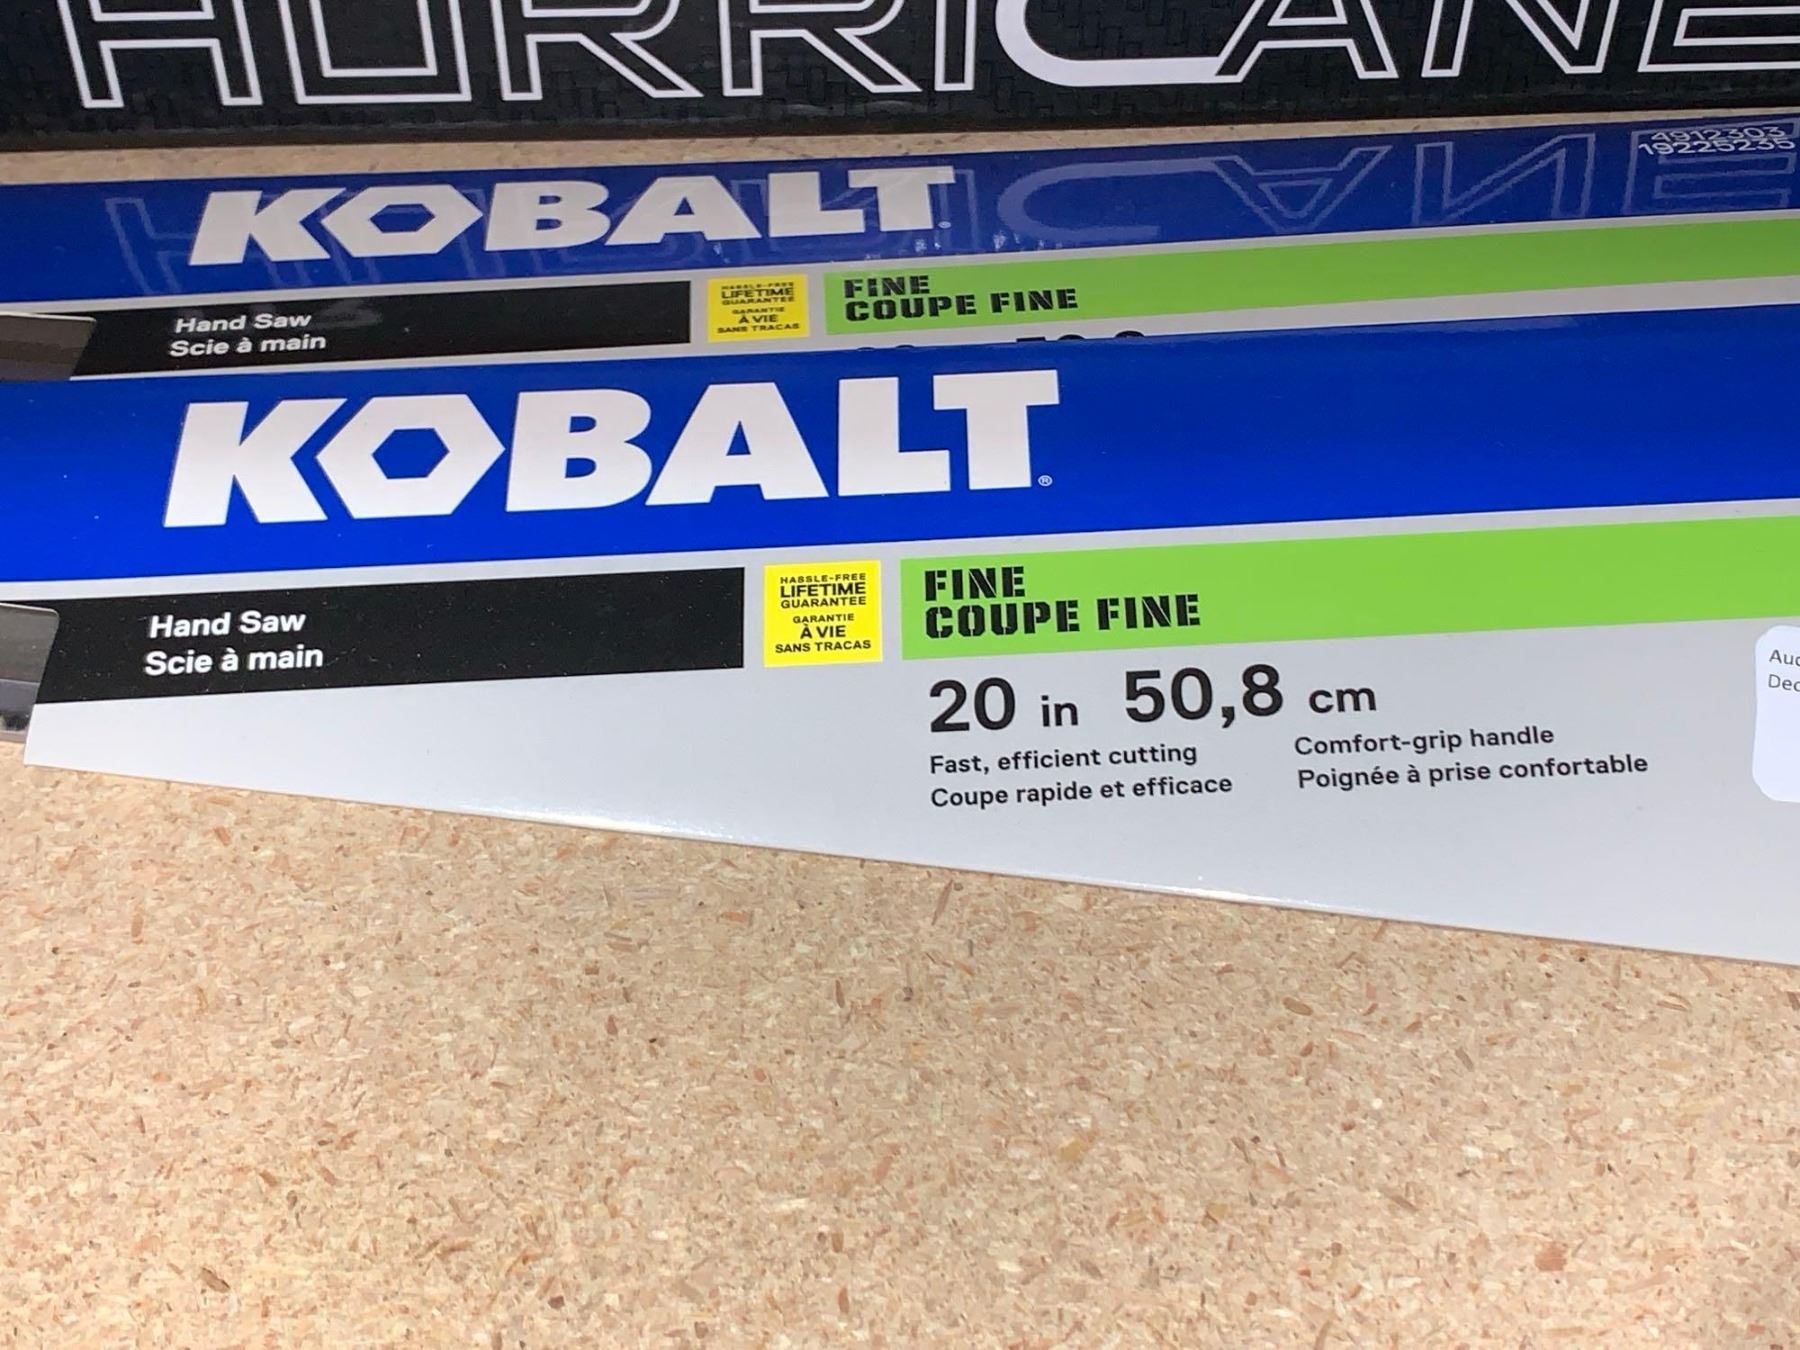 HURRICANE
4912303
19225235
KOBALT
Hand Saw
Scie à main
HASSLE-FREE
LIFETIME
GUARANTEE
GARANTIE
À VIE
SANS TRACAS
FINE
COUPE FINE
KOBALT®
Hand Saw
Scie à main
HASSLE-FREE
LIFETIME
GUARANTEE
GARANTIE
À VIE
SANS TRACAS
FINE
COUPE FINE
20 in 50,8 cm
Fast, efficient cutting
Coupe rapide et efficace
Comfort-grip handle
Poignée à prise confortable